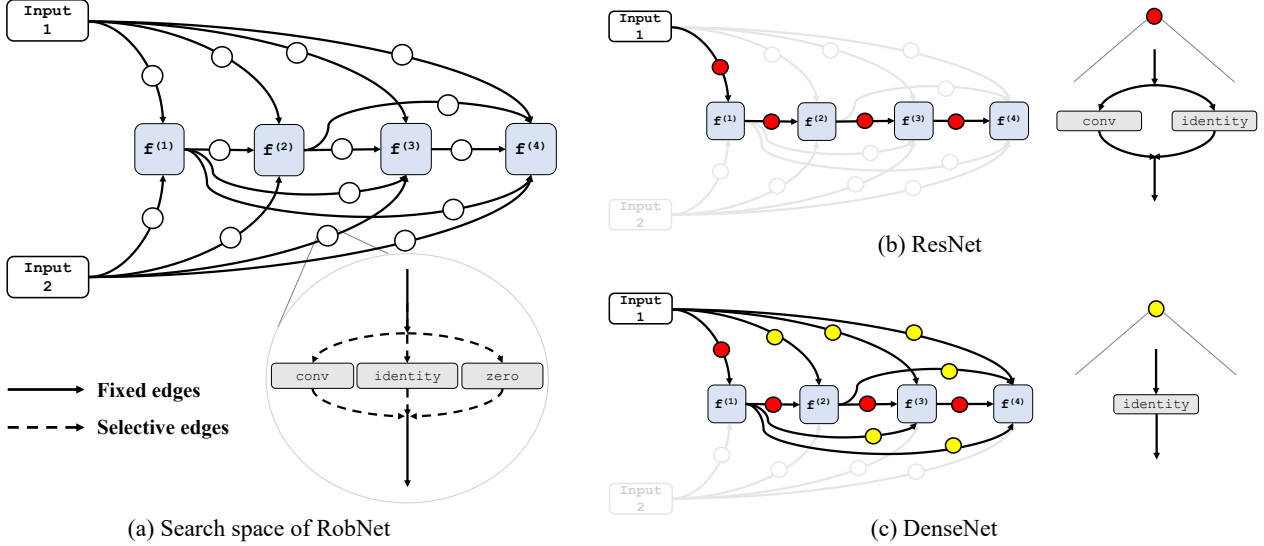 Input
1
f(1)
f(2)
f(3)
f(4)
Input
2
conv
identity
zero
Fixed edges
Selective edges
(a) Search space of RobNet
Input
1
f(1)
f(2)
f(3)
f(4)
Input
2
conv
identity
(b) ResNet
Input
1
f(1)
f(2)
f(3)
f(4)
Input
2
identity
(c) DenseNet